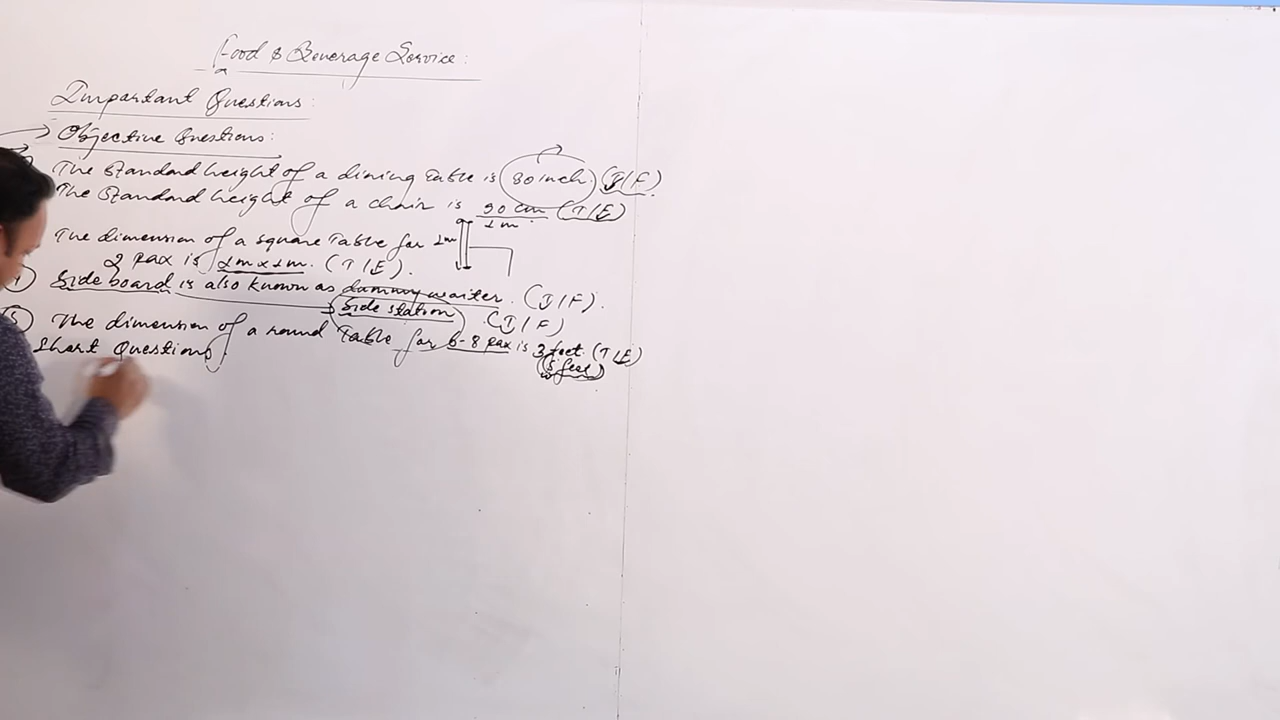 Food & Beverage Service:
Important Questions:
Objective Questions:
The standard height of a dining table is 30 inch. (T/F).
The standard height of a chair is 90 cm (T/F)
1m.
The dimension of a square Table for 1m
2 pax is 1m x 1m. (T/F).
Side board is also known as dummy waiter. (T/F).
Side station (T/F)
5) The dimension of a round Table for 6-8 pax is 3 feet. (T/F)
Short Questions (5 feet)